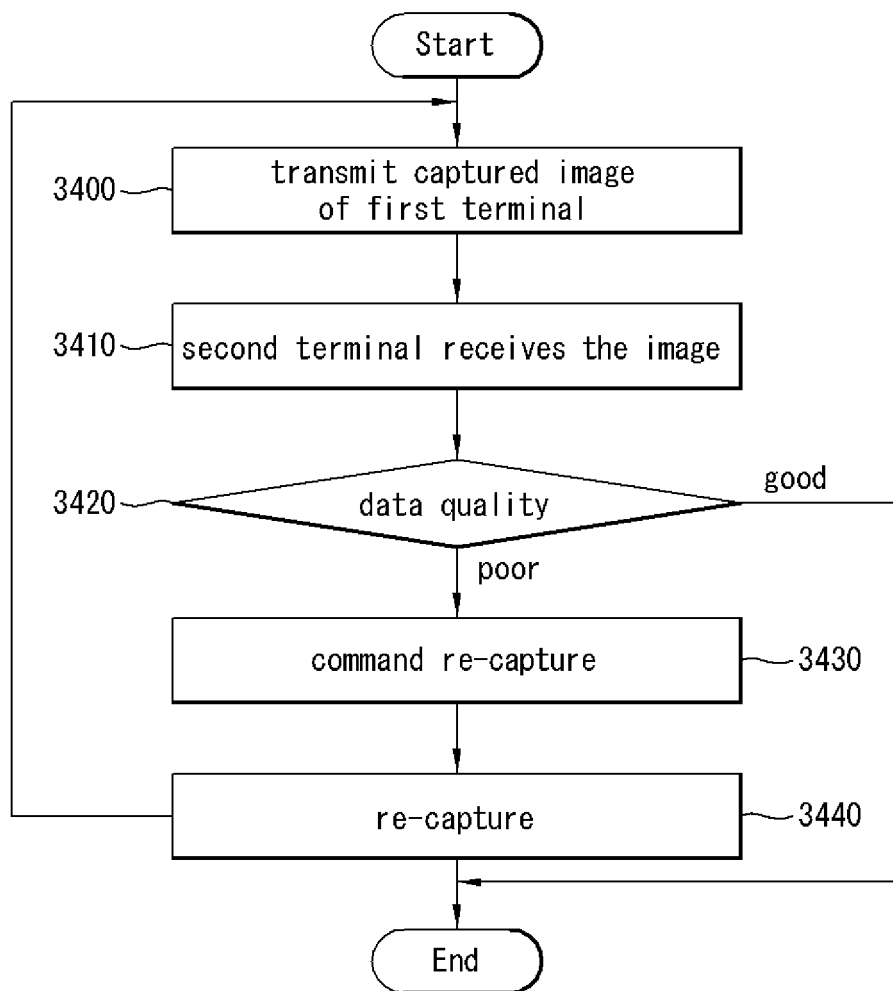 Start
3400
transmit captured image
of first terminal
3410
second terminal receives the image
3420
data quality
good
poor
command re-capture
3430
re-capture
3440
End